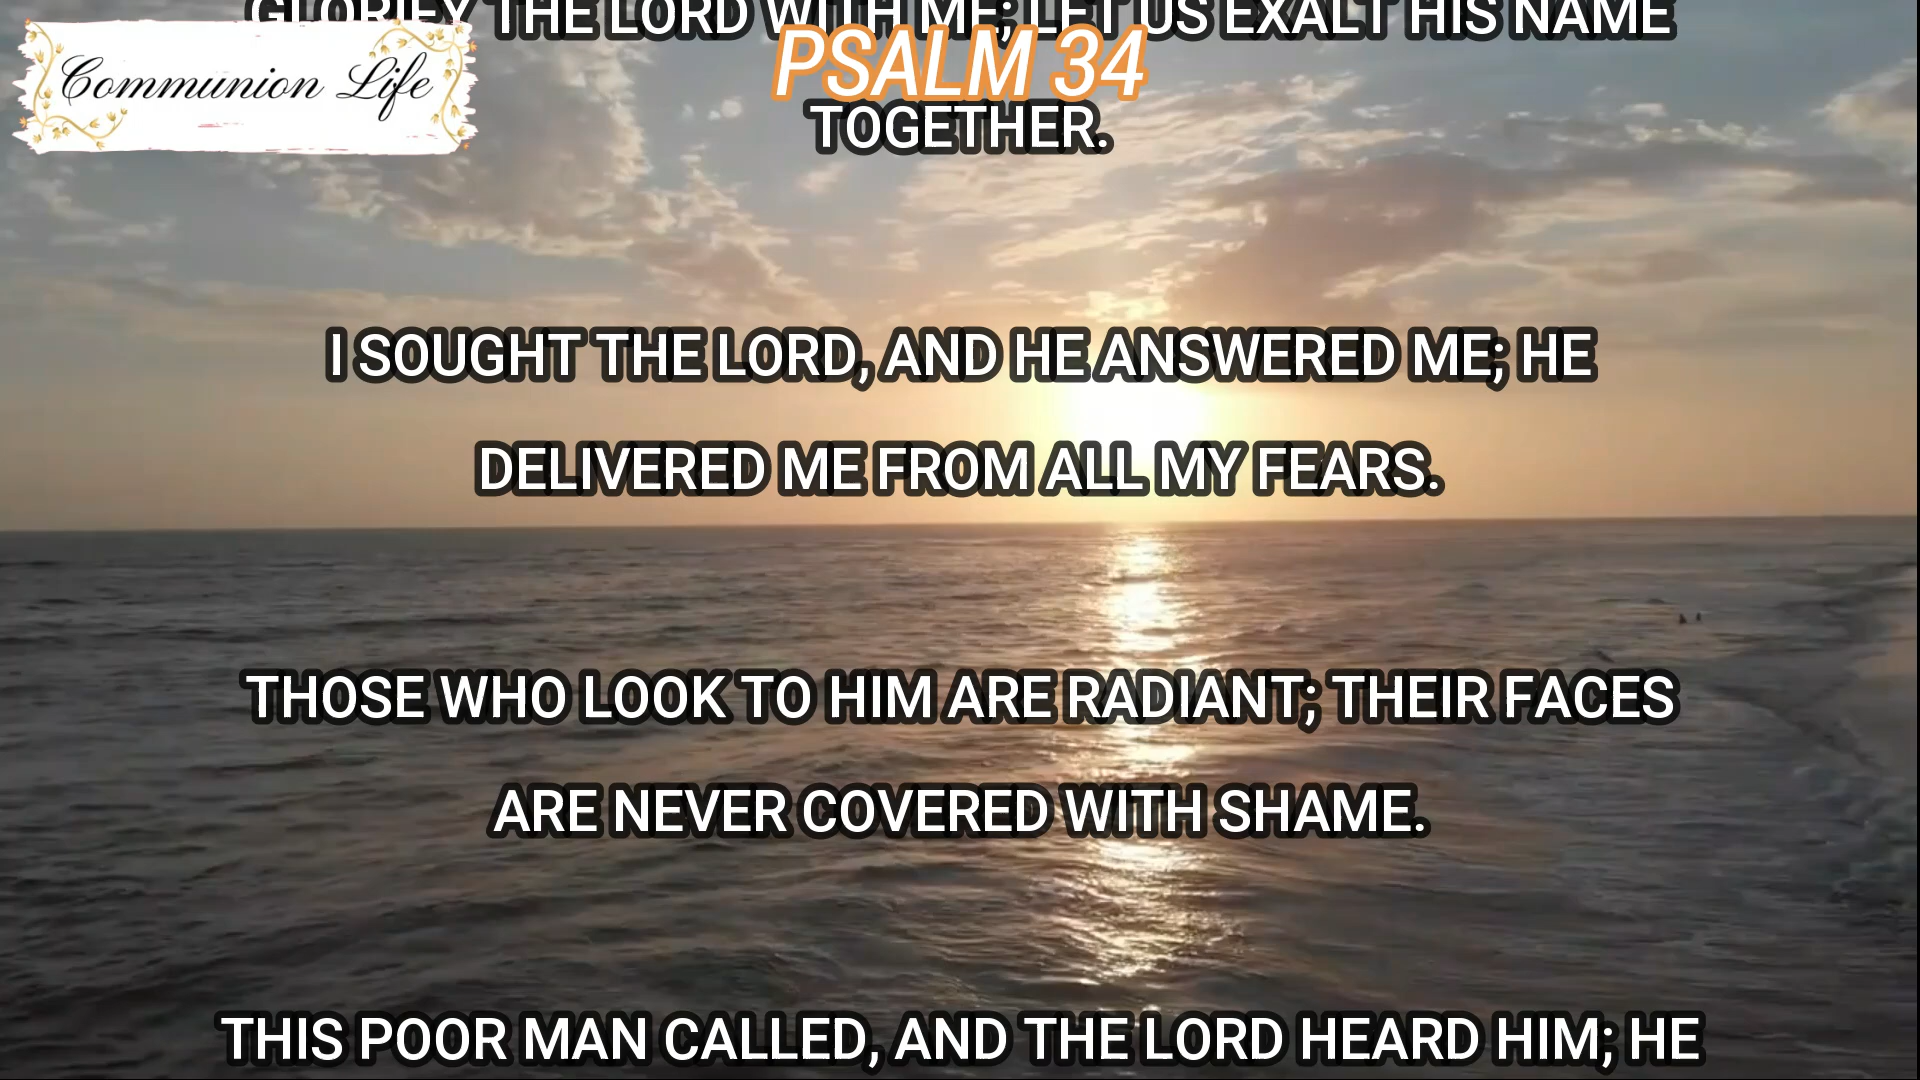 GLORIFY THE LORD WITH ME; LET US EXALT HIS NAME
Communion Life
PSALM 34
TOGETHER.
I SOUGHT THE LORD, AND HE ANSWERED ME; HE
DELIVERED ME FROM ALL MY FEARS.
THOSE WHO LOOK TO HIM ARE RADIANT; THEIR FACES
ARE NEVER COVERED WITH SHAME.
THIS POOR MAN CALLED, AND THE LORD HEARD HIM; HE